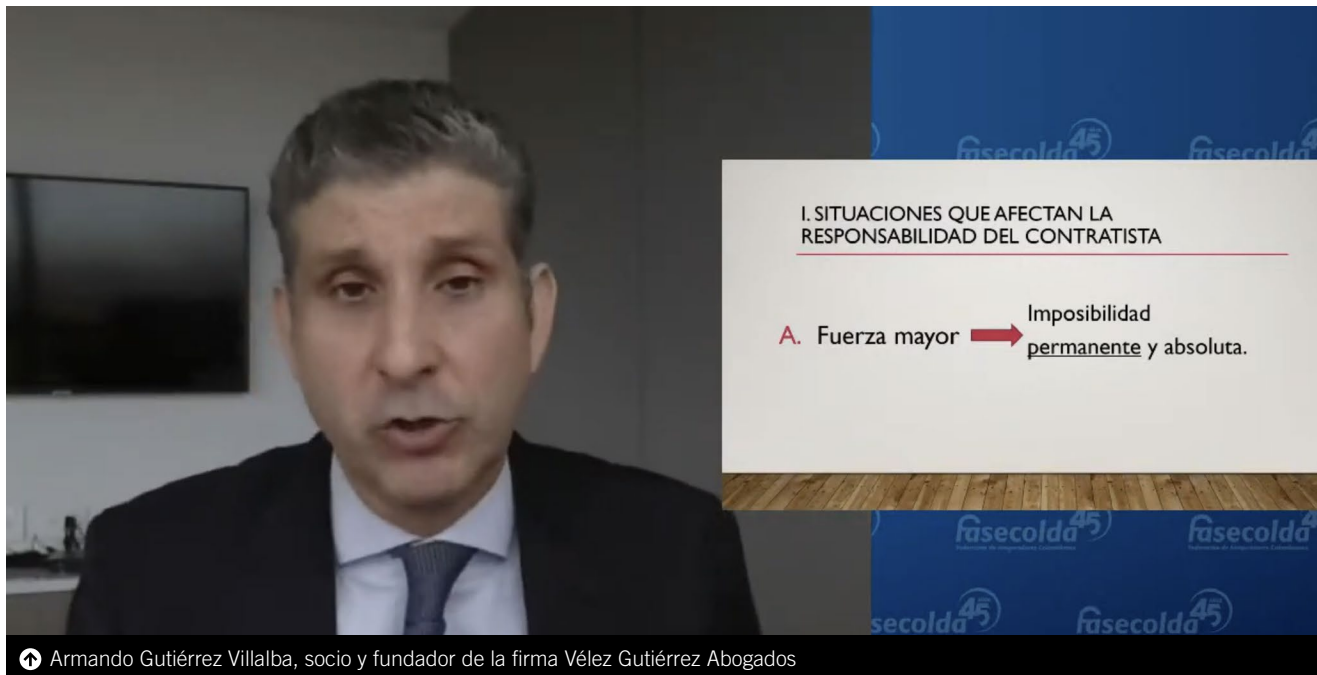 fasecolda 45
fasecolda
I. SITUACIONES QUE AFECTAN LA
RESPONSABILIDAD DEL CONTRATISTA
A. Fuerza mayor
Imposibilidad
permanente y absoluta.
fasecolda 45
fasecolda 45
secolda 45
fasecolda 45
Armando Gutiérrez Villalba, socio y fundador de la firma Vélez Gutiérrez Abogados